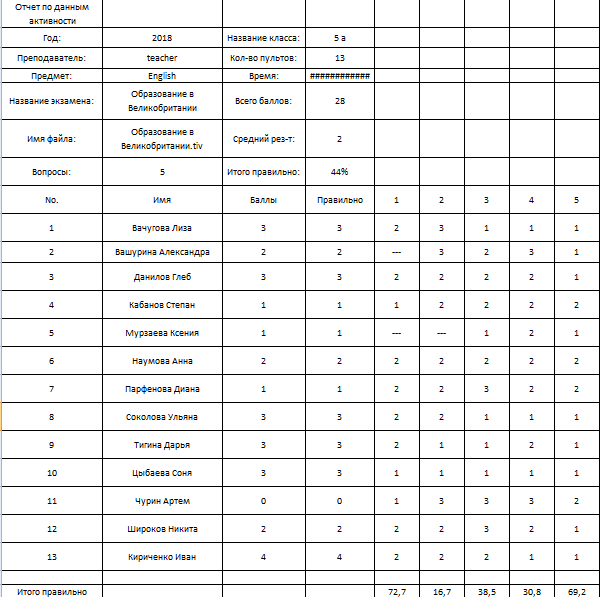 Отчет по данным
активности
Год: 2018 Название класса: 5 а
Преподаватель: teacher Кол-во пультов: 13
Предмет: English Время: ############
Название экзамена: Образование в Великобритании Всего баллов: 28
Имя файла: Образование в Великобритании.tiv Средний рез-т: 2
Вопросы: 5 Итого правильно: 44%
No. Имя Баллы Правильно 1 2 3 4 5
1 Вачугова Лиза 3 3 2 3 1 1 1
2 Вашурина Александра 2 2 --- 3 2 3 1
3 Данилов Глеб 3 3 2 2 2 2 1
4 Кабанов Степан 1 1 1 2 2 2 2
5 Мурзаева Ксения 1 1 --- --- 1 2 1
6 Наумова Анна 2 2 2 2 2 2 2
7 Парфенова Диана 1 1 2 2 3 2 2
8 Соколова Ульяна 3 3 2 2 1 1 1
9 Тигина Дарья 3 3 2 1 1 2 1
10 Цыбаева Соня 3 3 1 1 1 1 1
11 Чурин Артем 0 0 1 3 3 3 2
12 Широков Никита 2 2 2 2 3 2 1
13 Кириченко Иван 4 4 2 2 2 1 1
Итого правильно 72,7 16,7 38,5 30,8 69,2